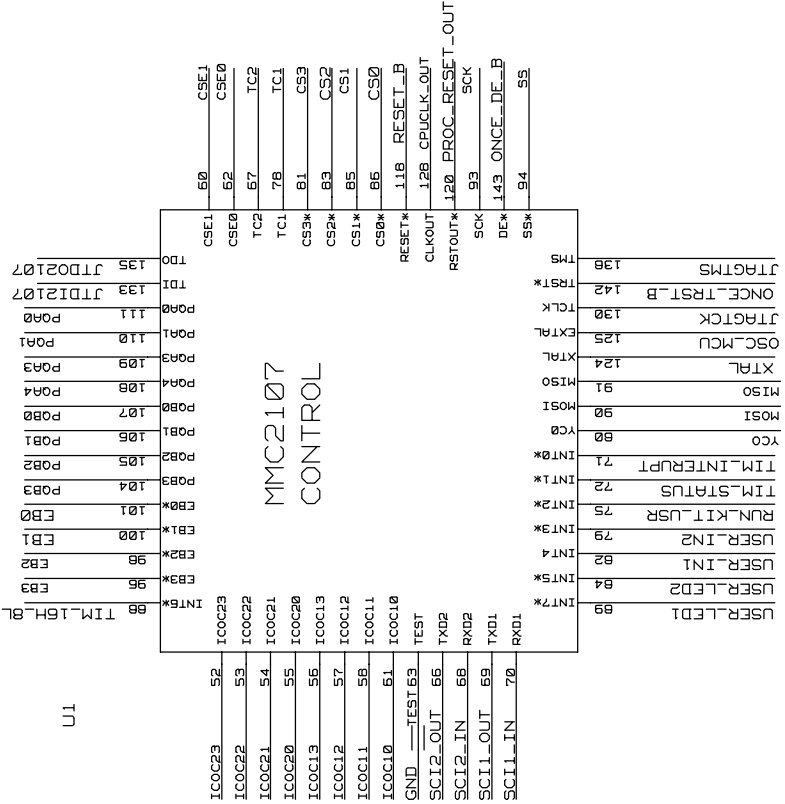 CSE1
CSE0
TC2
TC1
CS3
CS2
CS1
CS0
RESET_B
CPUCLK_OUT
PROC_RESET_OUT
SCK
ONCE_DE_B
SS
60
62
67
78
81
83
85
86
118
128
120
93
143
94
CSE1
CSE0
TC2
TC1
CS3*
CS2*
CS1*
CS0*
RESET*
CLKOUT
RSTOUT*
SCK
DE*
SS*
JTDO2107 135 TDO
JTDI2107 133 TDI
PQA0 111 PQA0
PQA1 110 PQA1
PQA3 109 PQA3
PQA4 108 PQA4
PQB0 107 PQB0
PQB1 106 PQB1
PQB2 105 PQB2
PQB3 104 PQB3
EB0 101 EB0*
EB1 100 EB1*
EB2 98 EB2*
EB3 96 EB3*
TIM_16H_8L 88 INT6*
MMC2107
CONTROL
TMS 138 JTAGTMS
TRST* 142 ONCE_TRST_B
TCLK 130 JTAGTCK
EXTAL 125 OSC_MCU
XTAL 124 XTAL
MISO 91 MISO
MOSI 90 MOSI
YC0 80 YCO
INT0* 71 TIM_INTERUPT
INT1* 72 TIM_STATUS
INT2* 75 RUN_KIT_USR
INT3* 79 USER_IN2
INT4 82 USER_IN1
INT5* 84 USER_LED2
INT7* 89 USER_LED1
ICOC23
ICOC22
ICOC21
ICOC20
ICOC13
ICOC12
ICOC11
ICOC10
TEST
TXD2
RXD2
TXD1
RXD1
52
53
54
55
56
57
58
61
63
66
68
69
70
ICOC23
ICOC22
ICOC21
ICOC20
ICOC13
ICOC12
ICOC11
ICOC10
GND
TEST
SCI2_OUT
SCI2_IN
SCI1_OUT
SCI1_IN
U1